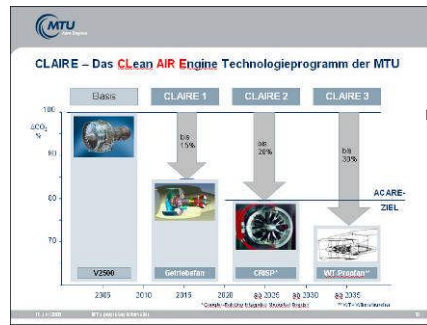 MTU
Aero Engines
CLAIRE – Das CLean AIR Engine Technologieprogramm der MTU
Basis
CLAIRE 1
CLAIRE 2
CLAIRE 3
100
ΔCO₂
%
90
80
70
bis
15%
bis
20%
bis
30%
ACARE-
ZIEL
V2500
Getriebefan
CRISP*
WT-Propfan**
2005
2010
2015
2020
2025
2030
2035